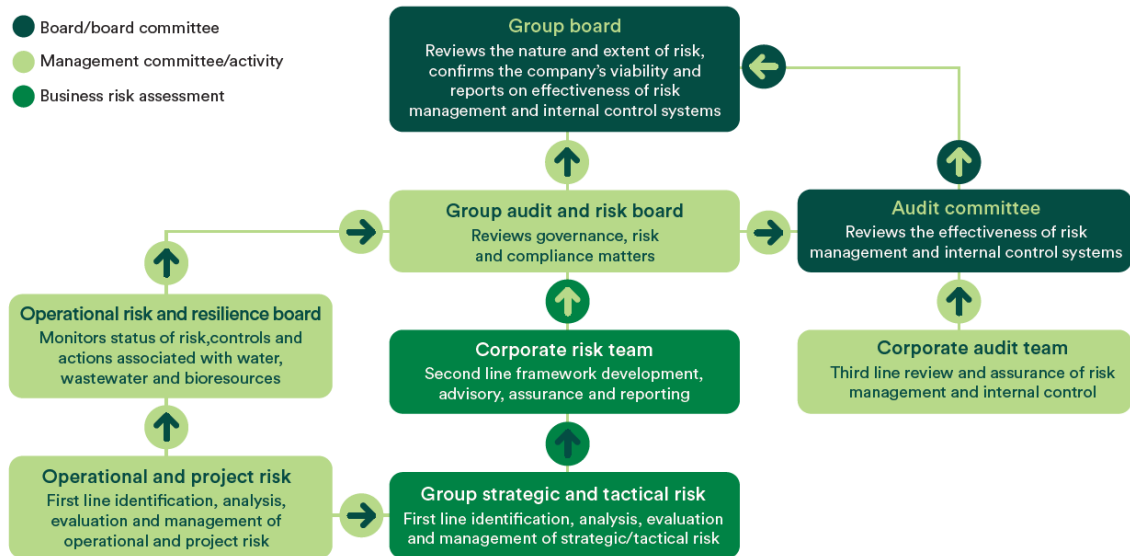 Board/board committee
Management committee/activity
Business risk assessment
Group board
Reviews the nature and extent of risk,
confirms the company’s viability and
reports on effectiveness of risk
management and internal control systems
Group audit and risk board
Reviews governance, risk
and compliance matters
Audit committee
Reviews the effectiveness of risk
management and internal control systems
Operational risk and resilience board
Monitors status of risk,controls and
actions associated with water,
wastewater and bioresources
Corporate risk team
Second line framework development,
advisory, assurance and reporting
Corporate audit team
Third line review and assurance of risk
management and internal control
Operational and project risk
First line identification, analysis,
evaluation and management of
operational and project risk
Group strategic and tactical risk
First line identification, analysis, evaluation
and management of strategic/tactical risk